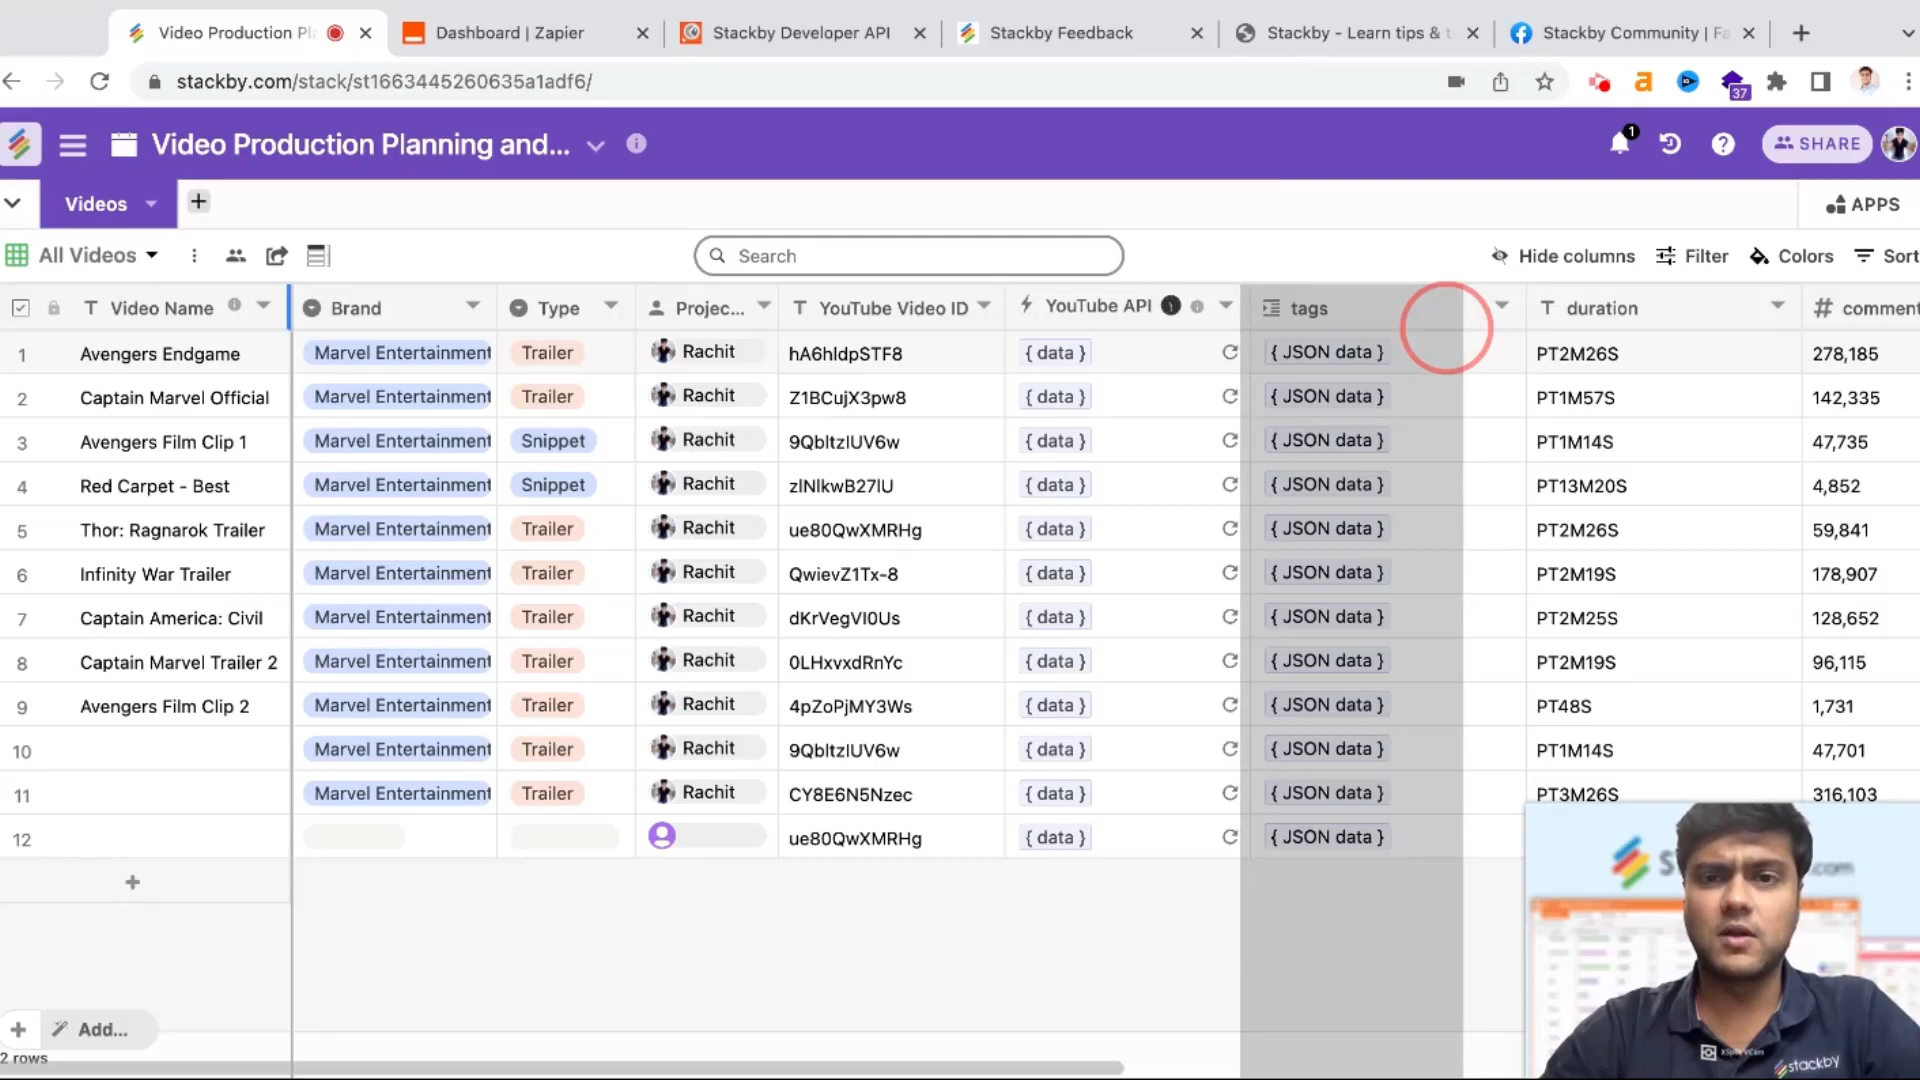 Video Production Pl
Dashboard | Zapier
Stackby Developer API
Stackby Feedback
Stackby - Learn tips & t
Stackby Community | Fa
stackby.com/stack/st1663445260635a1adf6/
37
Video Production Planning and...
1
SHARE
Videos
APPS
All Videos
Search
Hide columns
Filter
Colors
Sort
Video Name
Brand
Type
Projec...
YouTube Video ID
YouTube API
tags
duration
comment
1 Avengers Endgame Marvel Entertainment Trailer Rachit hA6hldpSTF8 { data } { JSON data } PT2M26S 278,185
2 Captain Marvel Official Marvel Entertainment Trailer Rachit Z1BCujX3pw8 { data } { JSON data } PT1M57S 142,335
3 Avengers Film Clip 1 Marvel Entertainment Snippet Rachit 9QbltzIUV6w { data } { JSON data } PT1M14S 47,735
4 Red Carpet - Best Marvel Entertainment Snippet Rachit zlNlkwB27lU { data } { JSON data } PT13M20S 4,852
5 Thor: Ragnarok Trailer Marvel Entertainment Trailer Rachit ue80QwXMRHg { data } { JSON data } PT2M26S 59,841
6 Infinity War Trailer Marvel Entertainment Trailer Rachit QwievZ1Tx-8 { data } { JSON data } PT2M19S 178,907
7 Captain America: Civil Marvel Entertainment Trailer Rachit dKrVegVI0Us { data } { JSON data } PT2M25S 128,652
8 Captain Marvel Trailer 2 Marvel Entertainment Trailer Rachit 0LHxvxdRnYc { data } { JSON data } PT2M19S 96,115
9 Avengers Film Clip 2 Marvel Entertainment Trailer Rachit 4pZoPjMY3Ws { data } { JSON data } PT48S 1,731
10 Marvel Entertainment Trailer Rachit 9QbltzIUV6w { data } { JSON data } PT1M14S 47,701
11 Marvel Entertainment Trailer Rachit CY8E6N5Nzec { data } { JSON data } PT3M26S 316,103
12 ue80QwXMRHg { data } { JSON data }
Add...
2 rows
.com
stackby